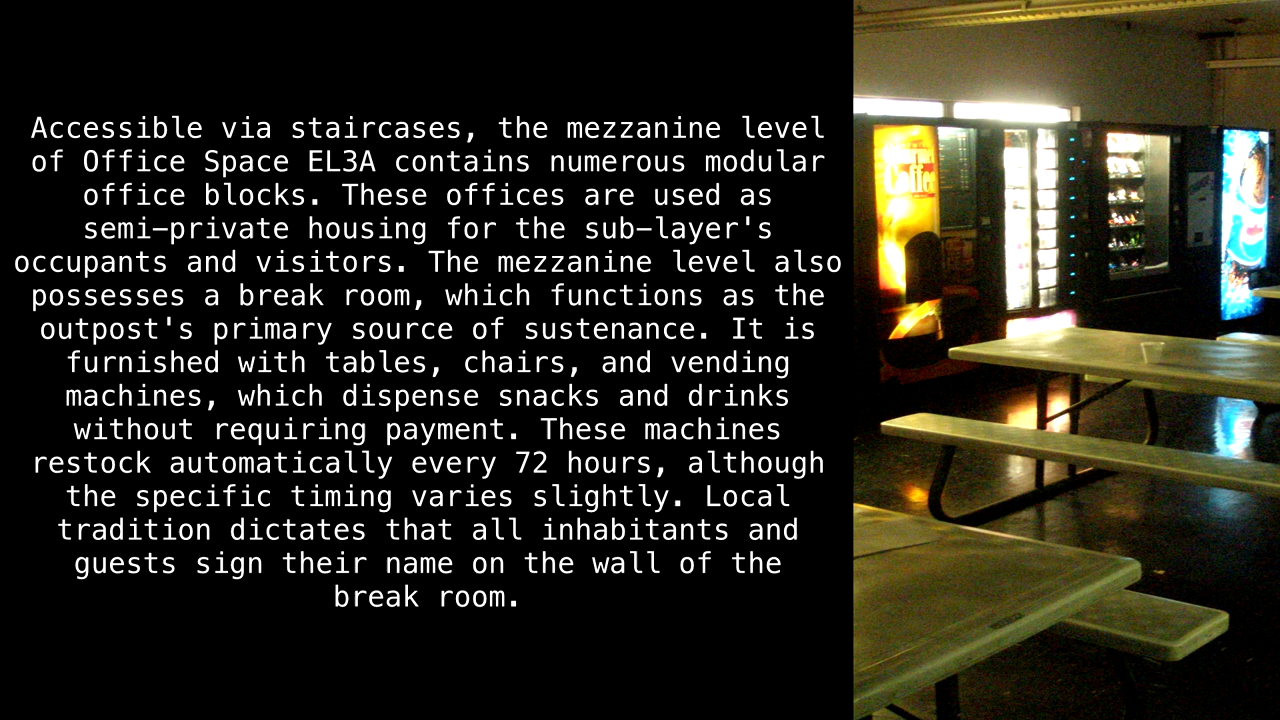 Accessible via staircases, the mezzanine level
of Office Space EL3A contains numerous modular
office blocks. These offices are used as
semi-private housing for the sub-layer's
occupants and visitors. The mezzanine level also
possesses a break room, which functions as the
outpost's primary source of sustenance. It is
furnished with tables, chairs, and vending
machines, which dispense snacks and drinks
without requiring payment. These machines
restock automatically every 72 hours, although
the specific timing varies slightly. Local
tradition dictates that all inhabitants and
guests sign their name on the wall of the
break room.
Coffee